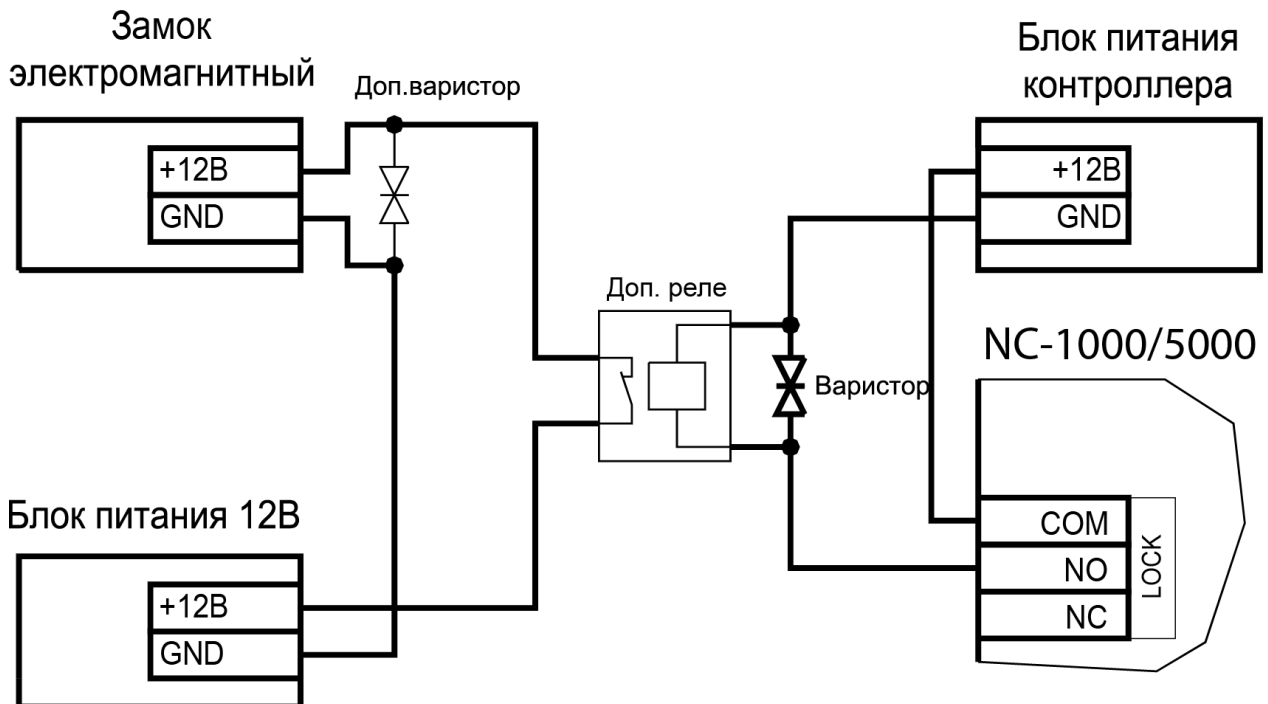 Замок
электромагнитный
Доп.варистор
+12В
GND
Блок питания
контроллера
+12В
GND
Доп. реле
Варистор
NC-1000/5000
COM
NO
NC
LOCK
Блок питания 12В
+12В
GND